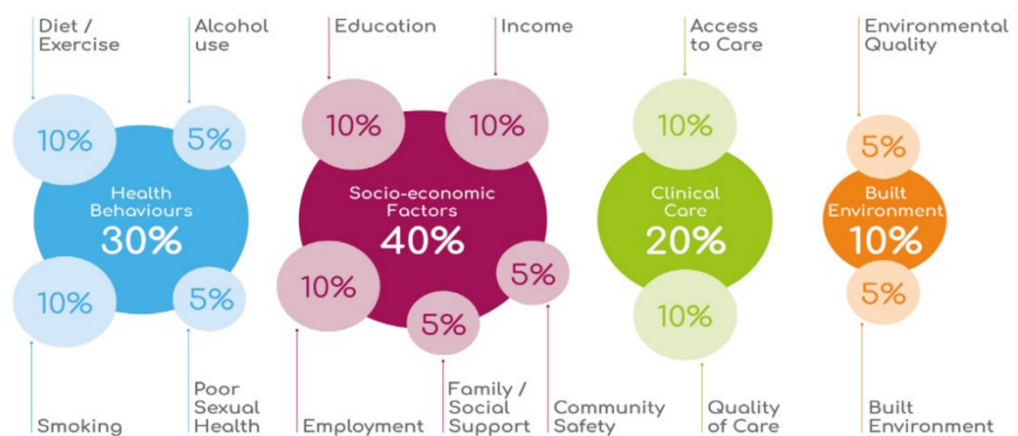 Diet /
Exercise
Alcohol
use
Education
Income
Access
to Care
Environmental
Quality
10%
5%
10%
10%
10%
5%
Health
Behaviours
30%
Socio-economic
Factors
40%
Clinical
Care
20%
Built
Environment
10%
10%
5%
10%
5%
5%
10%
5%
Smoking
Poor
Sexual
Health
Employment
Family /
Social
Support
Community
Safety
Quality
of Care
Built
Environment